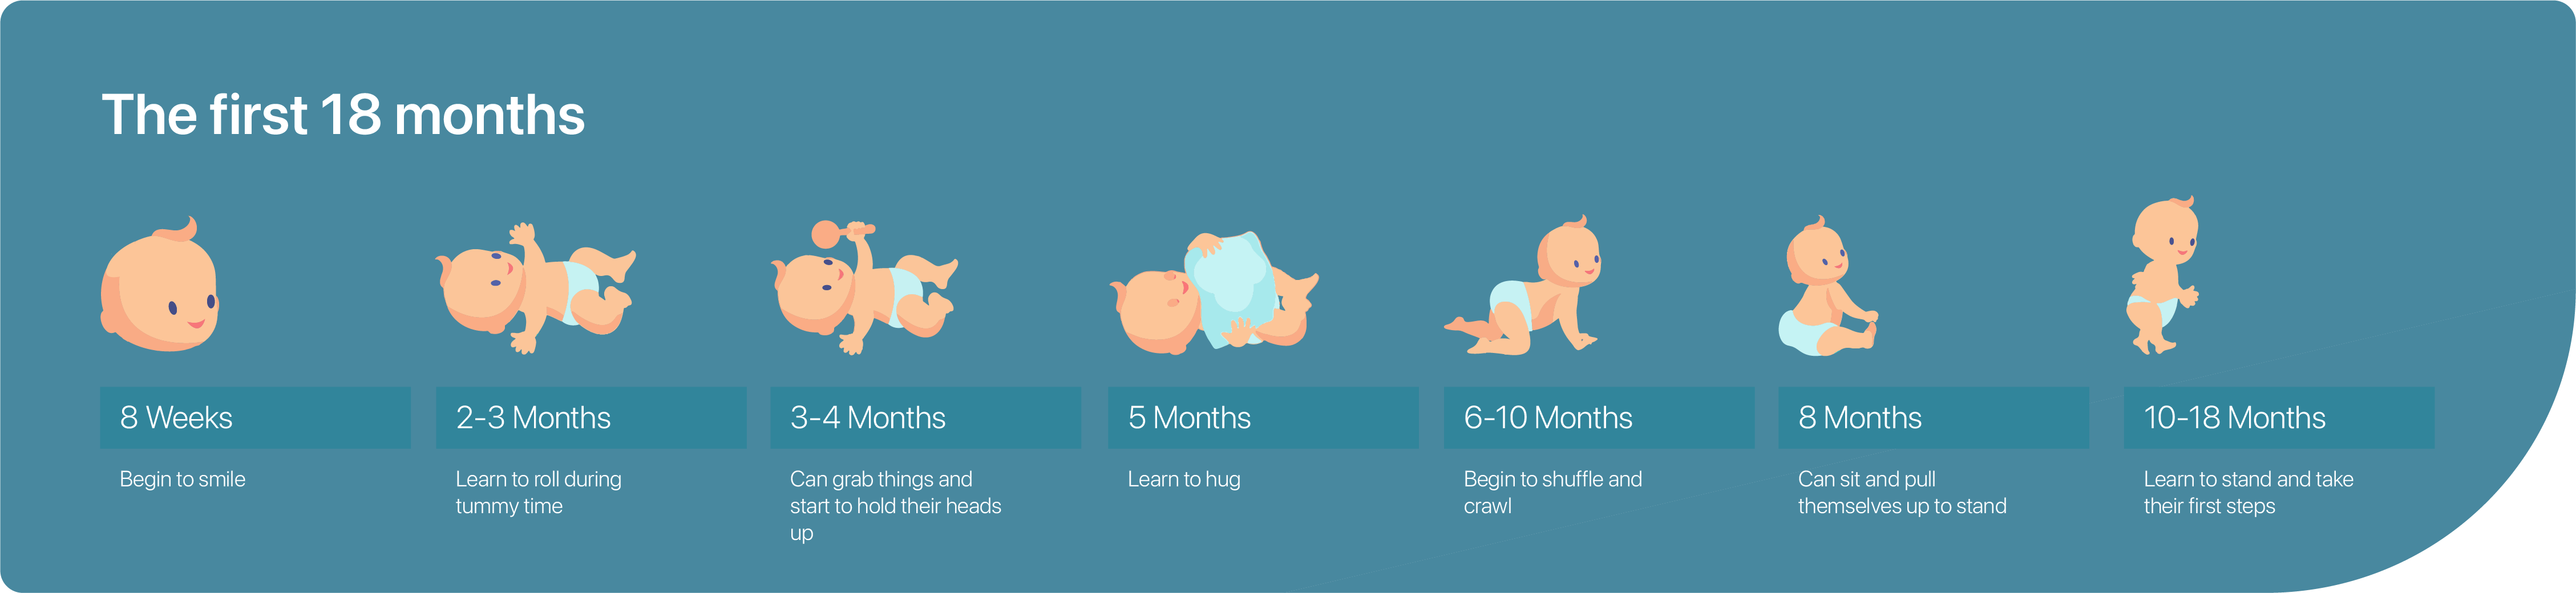 The first 18 months
8 Weeks
Begin to smile
2-3 Months
Learn to roll during
tummy time
3-4 Months
Can grab things and
start to hold their heads
up
5 Months
Learn to hug
6-10 Months
Begin to shuffle and
crawl
8 Months
Can sit and pull
themselves up to stand
10-18 Months
Learn to stand and take
their first steps